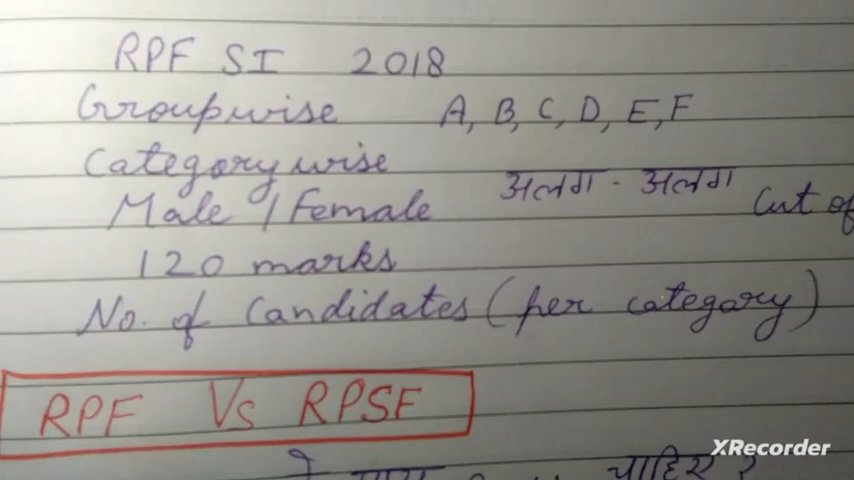 RPF SI 2018
Groupwise A, B, C, D, E, F
Categorywise
Male / Female अलग - अलग Cut of
120 marks
No. of Candidates (per category)
RPF Vs RPSF
XRecorder
चाहिए ?